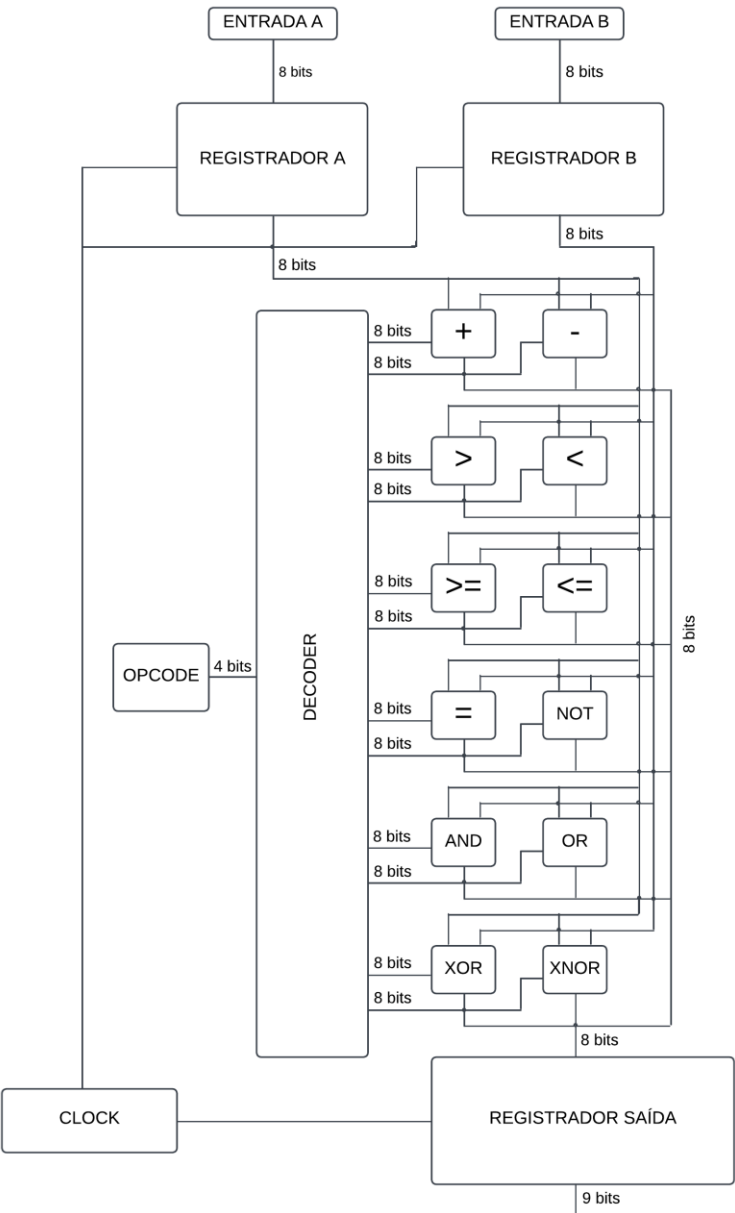 ENTRADA A
ENTRADA B
8 bits
8 bits
REGISTRADOR A
REGISTRADOR B
8 bits
8 bits
8 bits
+
-
8 bits
8 bits
>
<
8 bits
8 bits
>=
<=
8 bits
8 bits
OPCODE
4 bits
DECODER
8 bits
=
NOT
8 bits
8 bits
AND
OR
8 bits
8 bits
XOR
XNOR
8 bits
8 bits
CLOCK
REGISTRADOR SAÍDA
9 bits